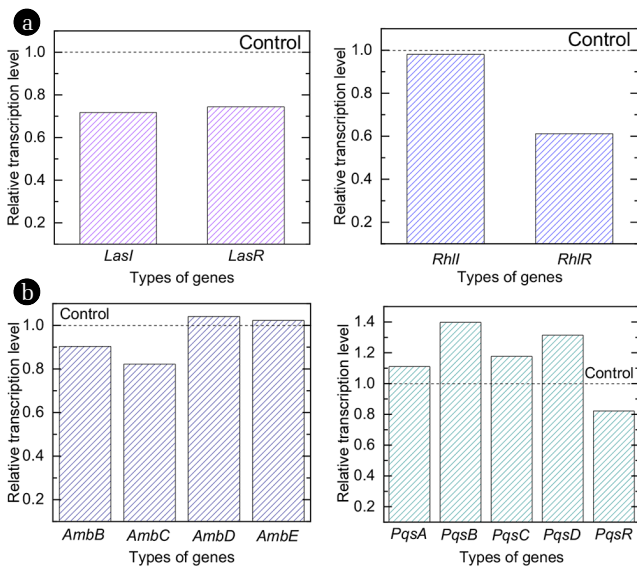 a
Control
1.0
0.8
0.6
0.4
0.2
Relative transcription level
LasI
LasR
Types of genes
Control
1.0
0.8
0.6
0.4
0.2
Relative transcription level
RhlI
RhlR
Types of genes
b
Control
1.0
0.8
0.6
0.4
0.2
Relative transcription level
AmbB
AmbC
AmbD
AmbE
Types of genes
1.4
1.2
1.0
0.8
0.6
0.4
0.2
Control
Relative transcription level
PqsA
PqsB
PqsC
PqsD
PqsR
Types of genes